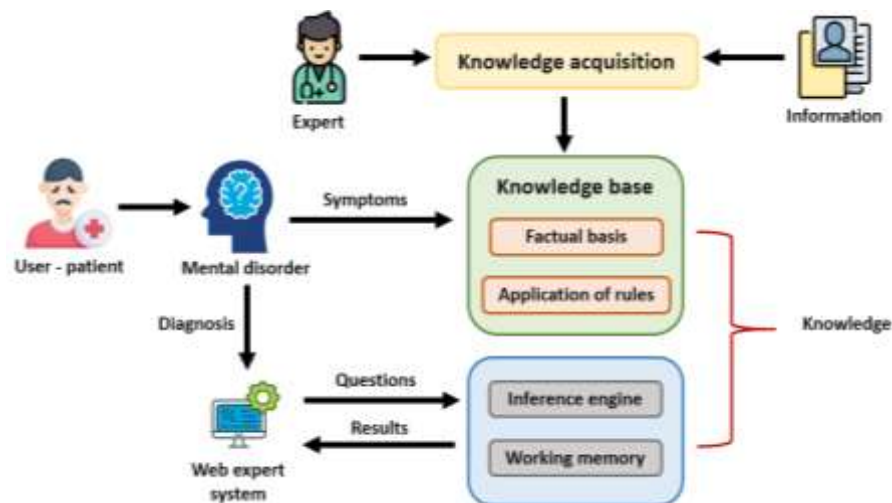 Knowledge acquisition
Expert
Information
Knowledge base
Symptoms
Factual basis
User - patient
Mental disorder
Application of rules
Diagnosis
Knowledge
Questions
Inference engine
Results
Working memory
Web expert
system